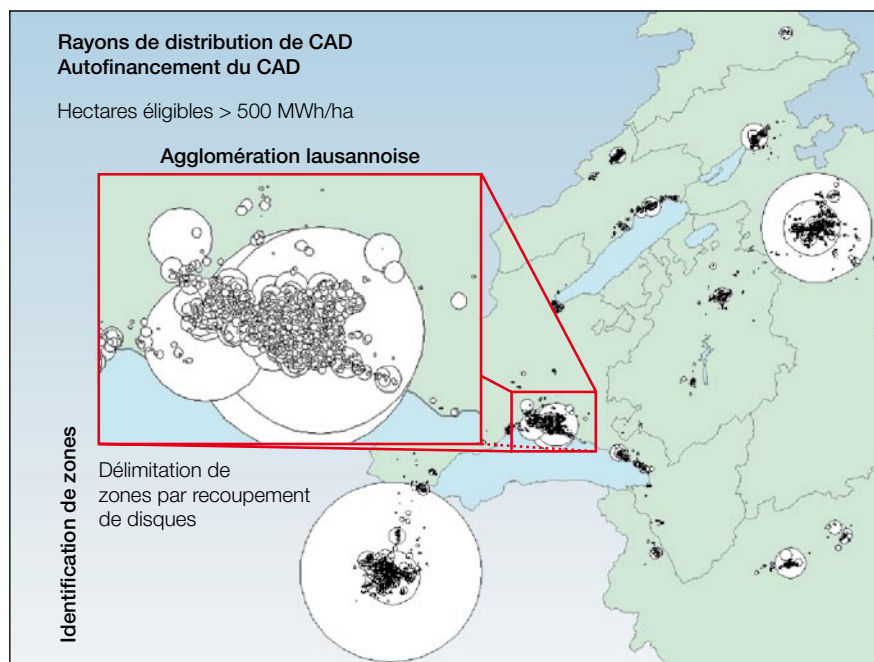 Rayons de distribution de CAD
Autofinancement du CAD
Hectares éligibles > 500 MWh/ha
Agglomération lausannoise
Délimitation de
zones par recoupement
de disques
Identification de zones